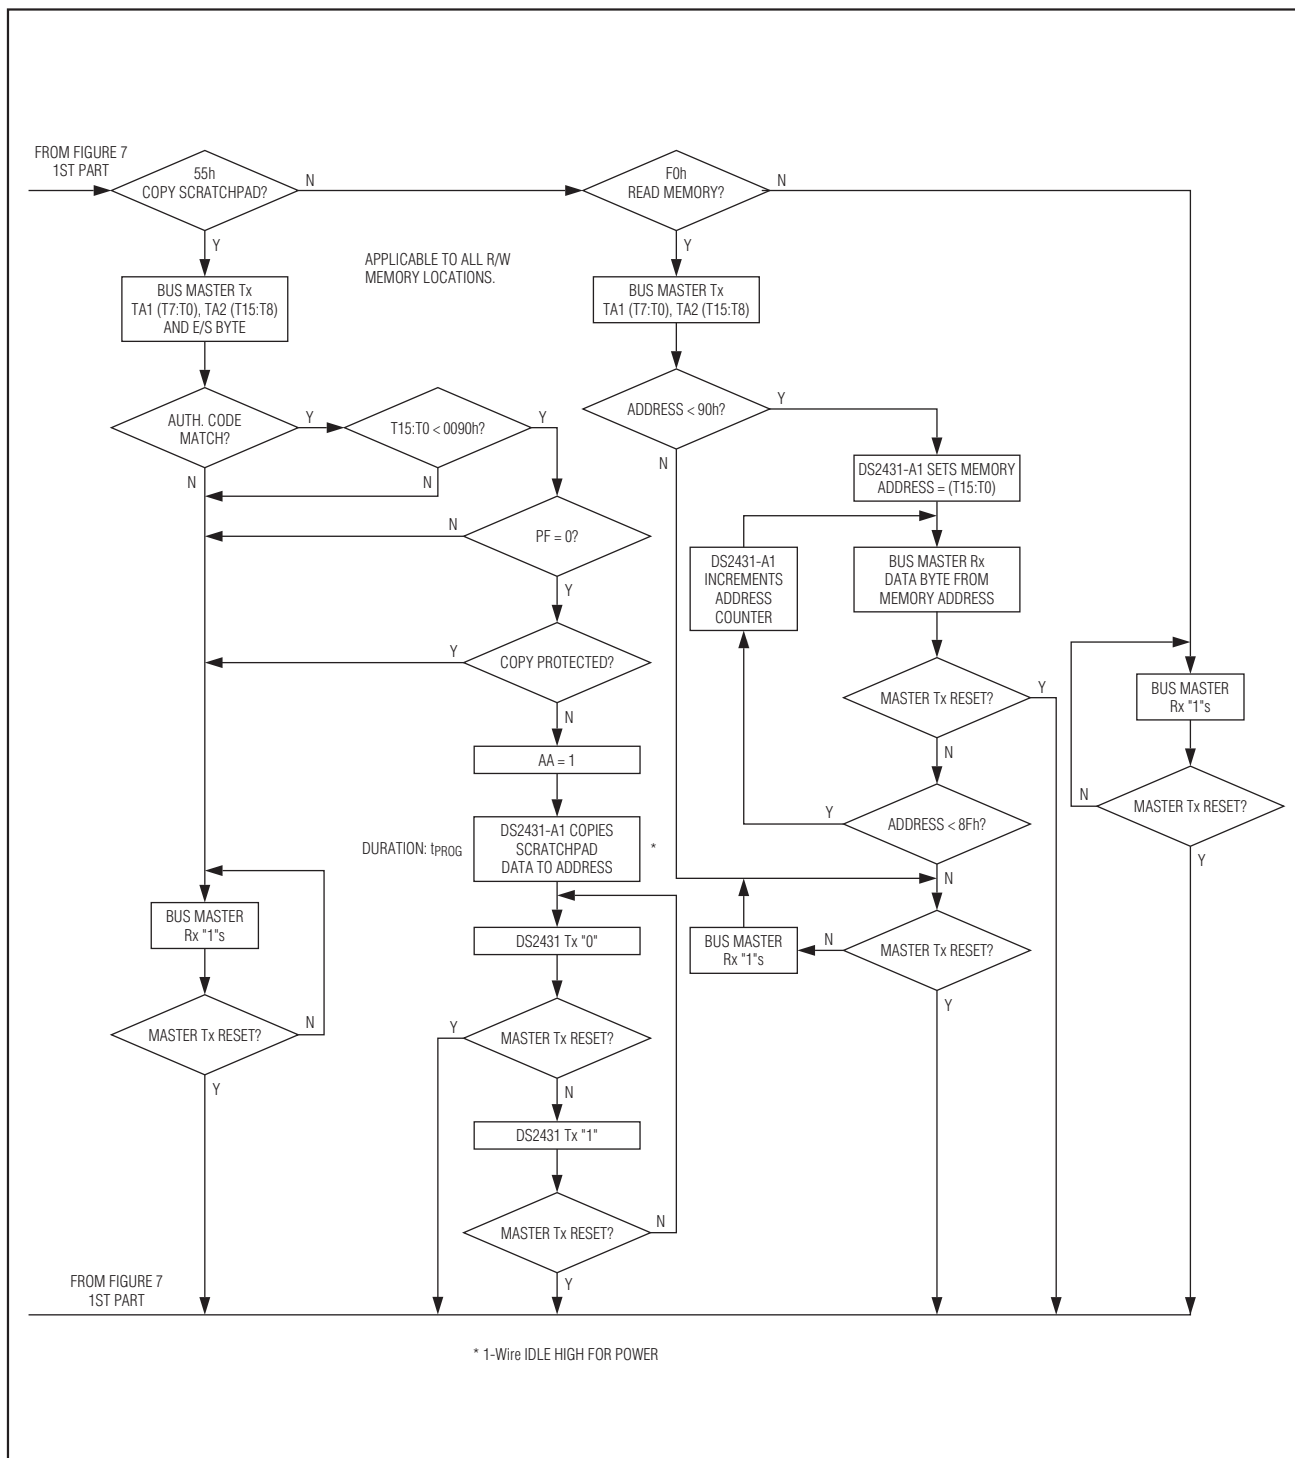 FROM FIGURE 7
1ST PART
55h
COPY SCRATCHPAD?
N
Y
F0h
READ MEMORY?
N
Y
APPLICABLE TO ALL R/W
MEMORY LOCATIONS.
BUS MASTER Tx
TA1 (T7:T0), TA2 (T15:T8)
AND E/S BYTE
BUS MASTER Tx
TA1 (T7:T0), TA2 (T15:T8)
AUTH. CODE
MATCH?
Y
N
T15:T0 < 0090h?
Y
N
ADDRESS < 90h?
Y
N
DS2431-A1 SETS MEMORY
ADDRESS = (T15:T0)
PF = 0?
N
Y
DS2431-A1
INCREMENTS
ADDRESS
COUNTER
BUS MASTER Rx
DATA BYTE FROM
MEMORY ADDRESS
COPY PROTECTED?
Y
N
MASTER Tx RESET?
Y
N
BUS MASTER
Rx "1"s
AA = 1
MASTER Tx RESET?
N
Y
DURATION: tPROG
DS2431-A1 COPIES
SCRATCHPAD
DATA TO ADDRESS
*
ADDRESS < 8Fh?
Y
N
BUS MASTER
Rx "1"s
DS2431 Tx "0"
BUS MASTER
Rx "1"s
N
MASTER Tx RESET?
Y
MASTER Tx RESET?
N
Y
MASTER Tx RESET?
Y
N
DS2431 Tx "1"
MASTER Tx RESET?
N
Y
FROM FIGURE 7
1ST PART
* 1-Wire IDLE HIGH FOR POWER